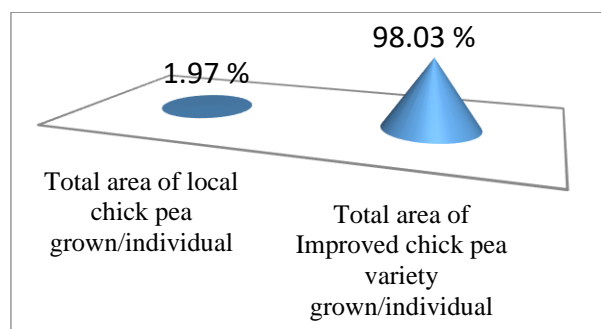 98.03 %
1.97 %
Total area of local
chick pea
grown/individual
Total area of
Improved chick pea
variety
grown/individual